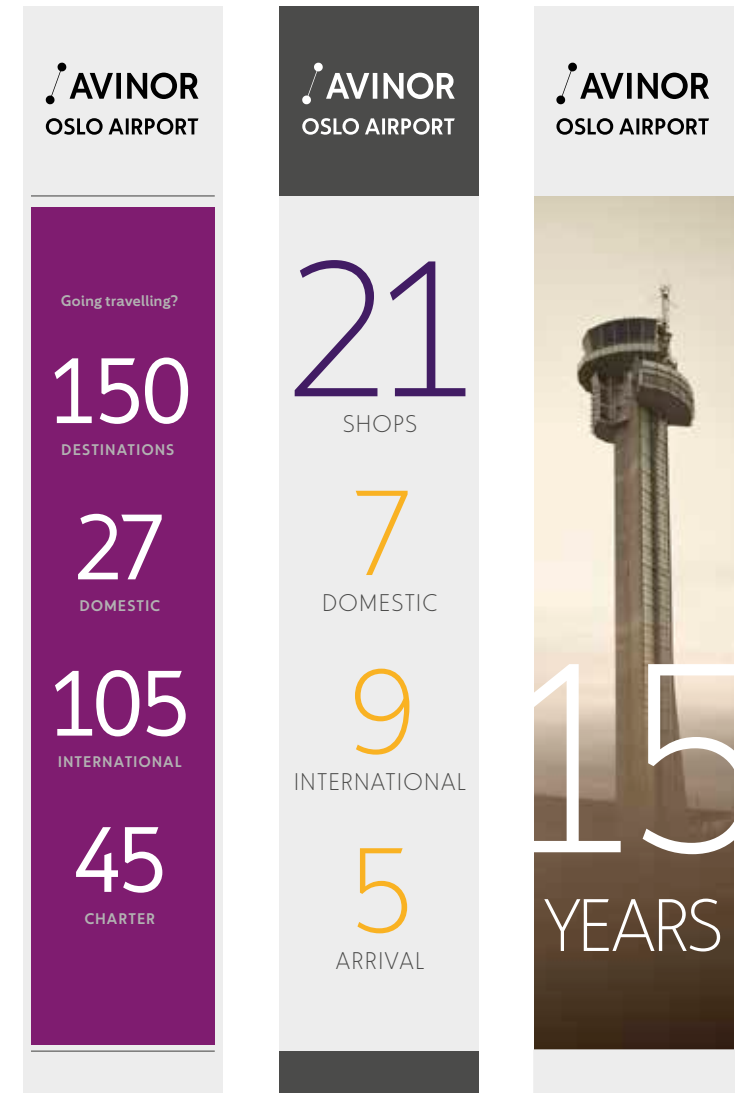 AVINOR
OSLO AIRPORT
Going travelling?
150
DESTINATIONS
27
DOMESTIC
105
INTERNATIONAL
45
CHARTER
AVINOR
OSLO AIRPORT
21
SHOPS
7
DOMESTIC
9
INTERNATIONAL
5
ARRIVAL
AVINOR
OSLO AIRPORT
15
YEARS